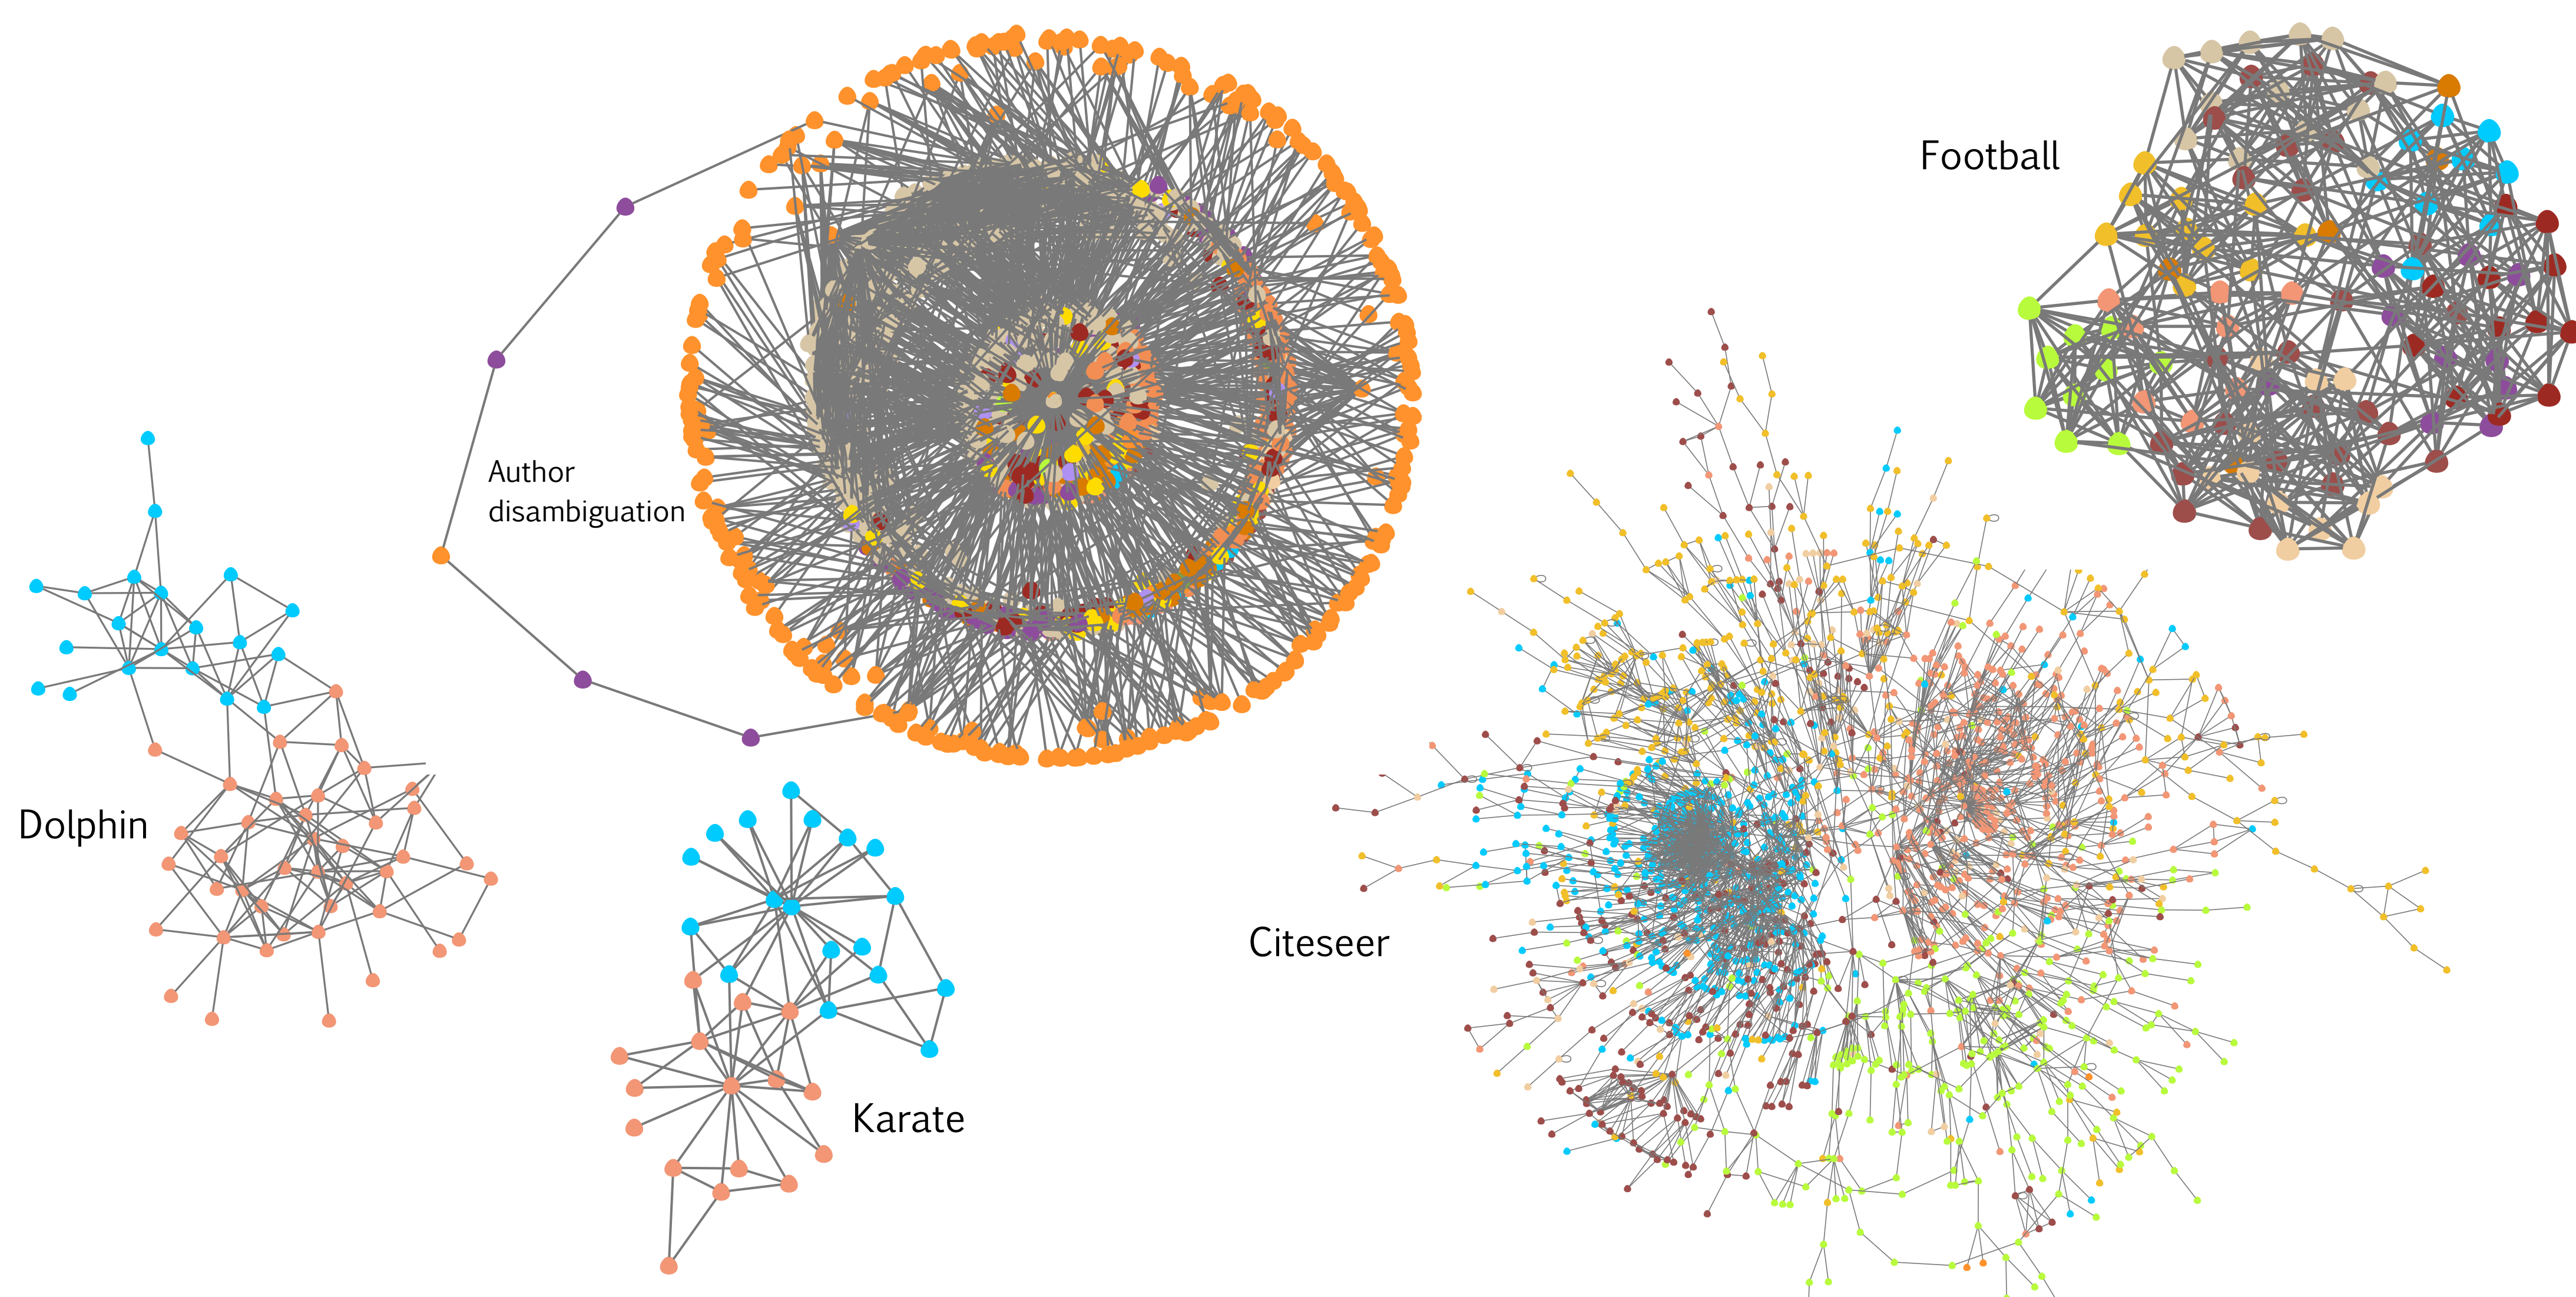 Football
Author
disambiguation
Dolphin
Citeseer
Karate